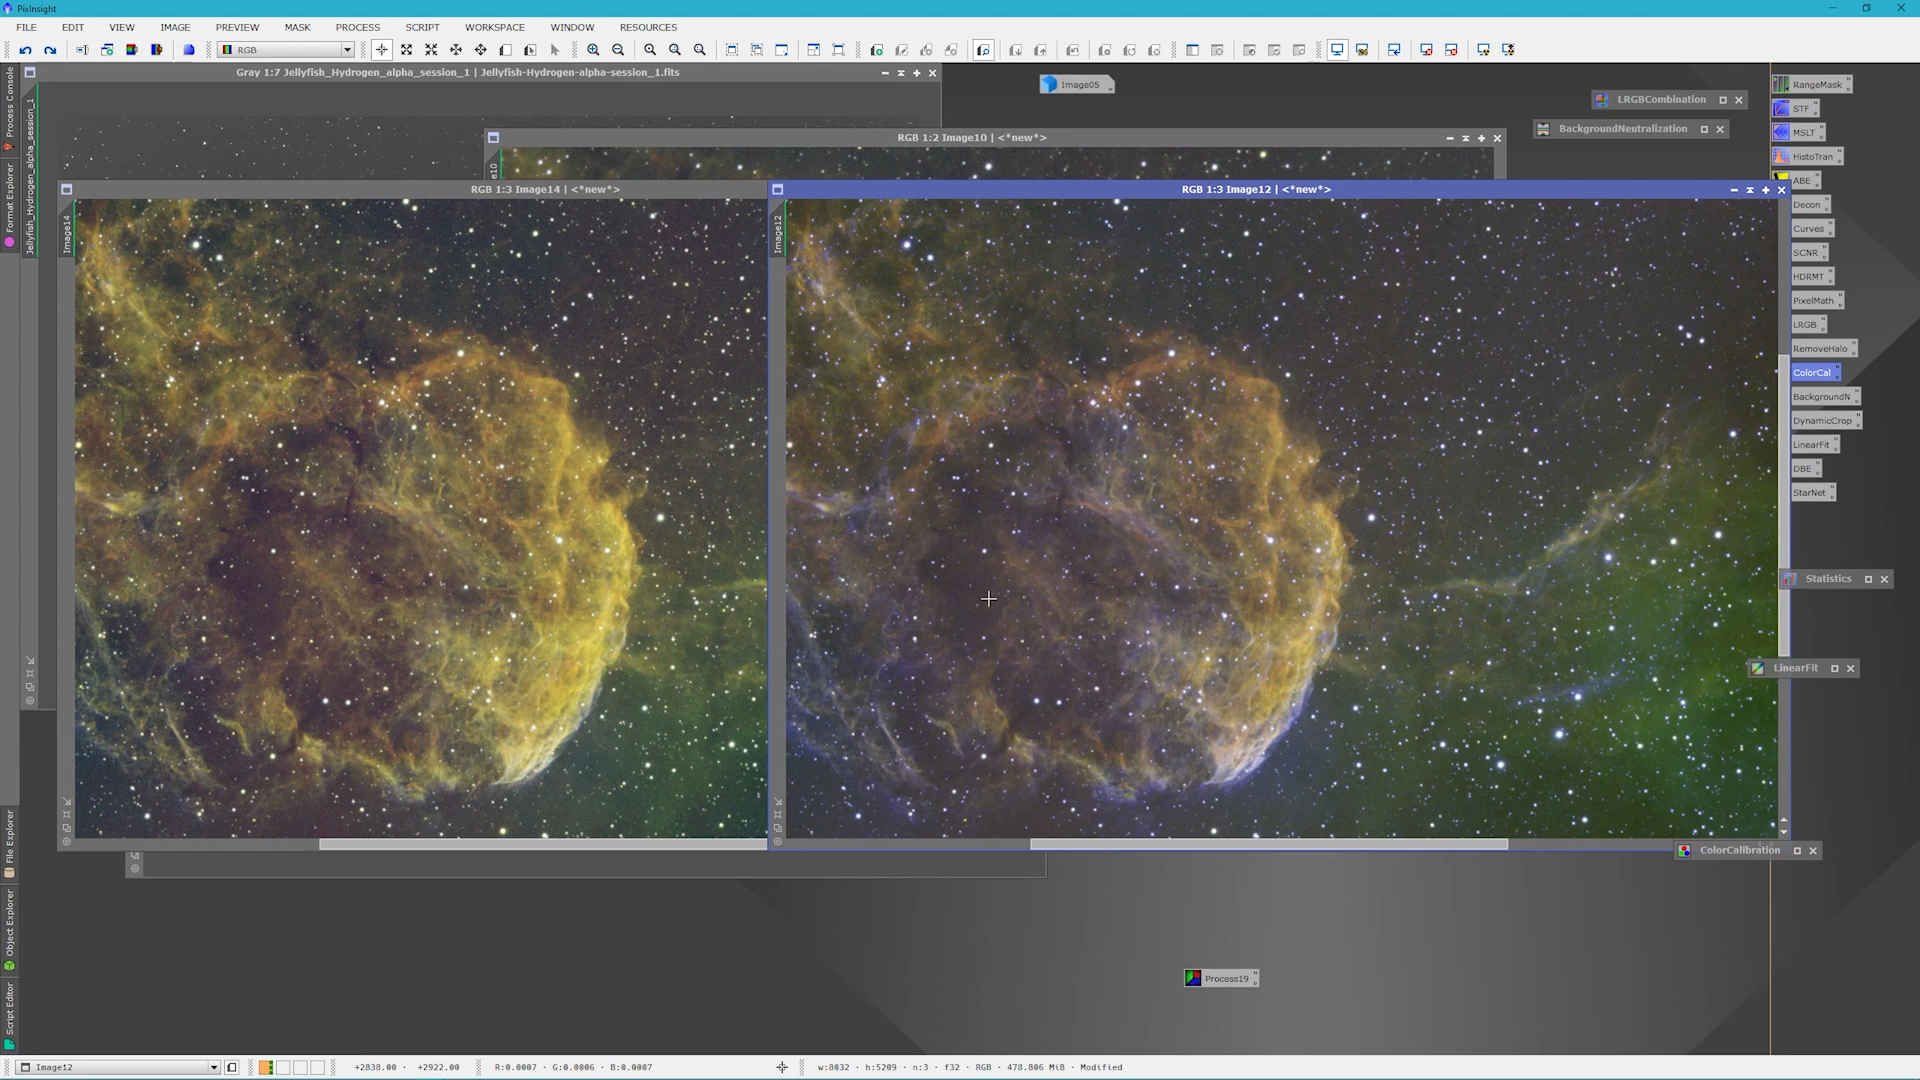 PixInsight
FILE EDIT VIEW IMAGE PREVIEW MASK PROCESS SCRIPT WORKSPACE WINDOW RESOURCES
RGB
Gray 1:7 Jellyfish_Hydrogen_alpha_session_1 | Jellyfish-Hydrogen-alpha-session_1.fits
Image05
RangeMask
LRGBCombination
STF
BackgroundNeutralization
MSLT
RGB 1:2 Image10 | <*new*>
HistoTran
ABE
RGB 1:3 Image14 | <*new*>
RGB 1:3 Image12 | <*new*>
Decon
Curves
SCNR
HDRMT
PixelMath
LRGB
RemoveHalo
ColorCal
BackgroundN
DynamicCrop
LinearFit
DBE
StarNet
Statistics
LinearFit
ColorCalibration
Process19
Process Console
Format Explorer
File Explorer
Object Explorer
Script Editor
Jellyfish_Hydrogen_alpha_session_1
Image14
Image12
Image12
+2838.00 · +2922.00
R:0.0007 · G:0.0006 · B:0.0007
w:8032 · h:5209 · n:3 · f32 · RGB · 478.806 MiB · Modified